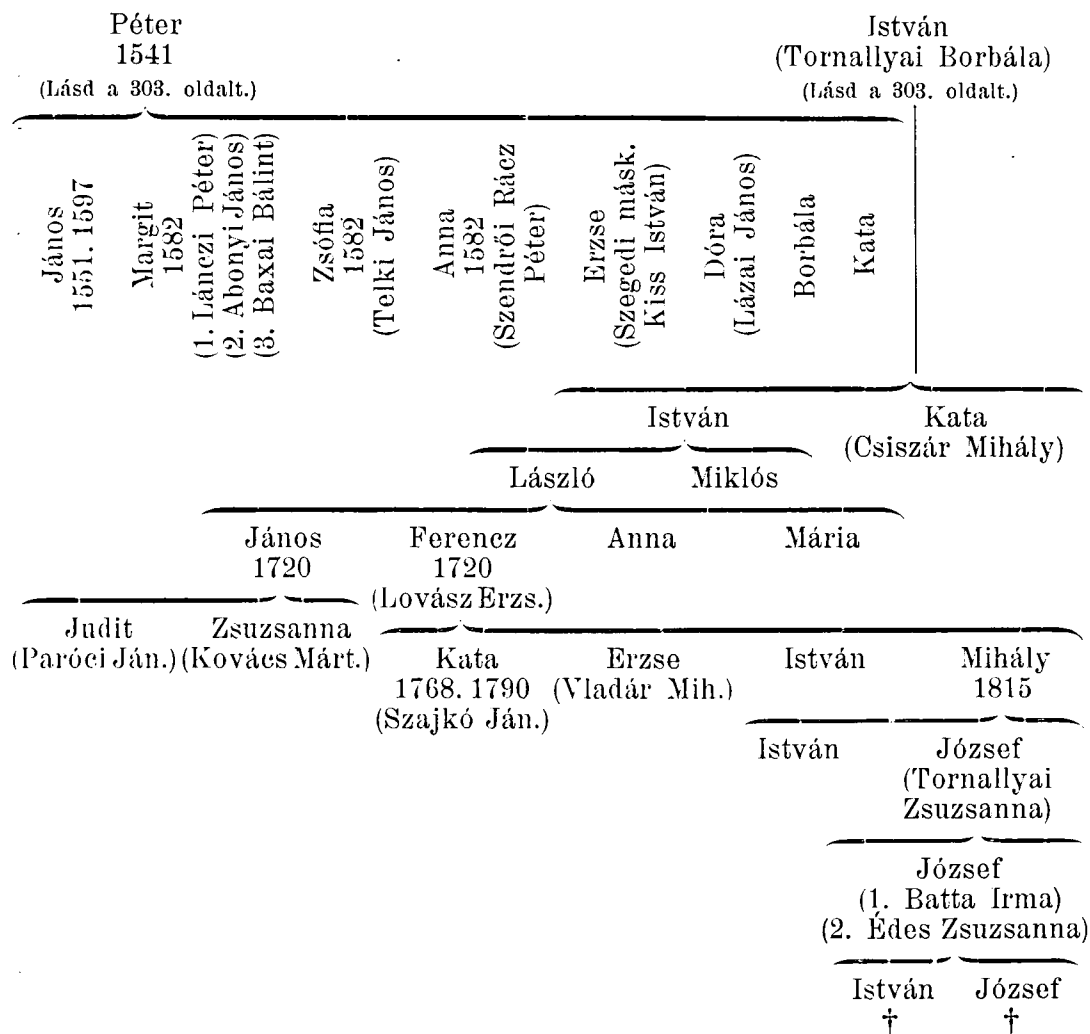 Péter
1541
(Lásd a 303. oldalt.)
István
(Tornallyai Borbála)
(Lásd a 303. oldalt.)
János
1551. 1597
Margit
1582
(1. Lánczi Péter)
(2. Abonyi János)
(3. Baxai Bálint)
Zsófia
1582
(Telki János)
Anna
1582
(Szendrői Rácz
Péter)
Erzse
(Szegedi másk.
Kiss István)
Dóra
(Lázai János)
Borbála
Kata
István
Kata
(Csiszár Mihály)
László
Miklós
János
1720
Ferencz
1720
(Lovász Erzs.)
Anna
Mária
Judit
(Paróci Ján.)
Zsuzsanna
(Kovács Márt.)
Kata
1768. 1790
(Szajkó Ján.)
Erzse
(Vladár Mih.)
István
Mihály
1815
István
József
(Tornallyai
Zsuzsanna)
József
(1. Batta Irma)
(2. Édes Zsuzsanna)
István
†
József
†